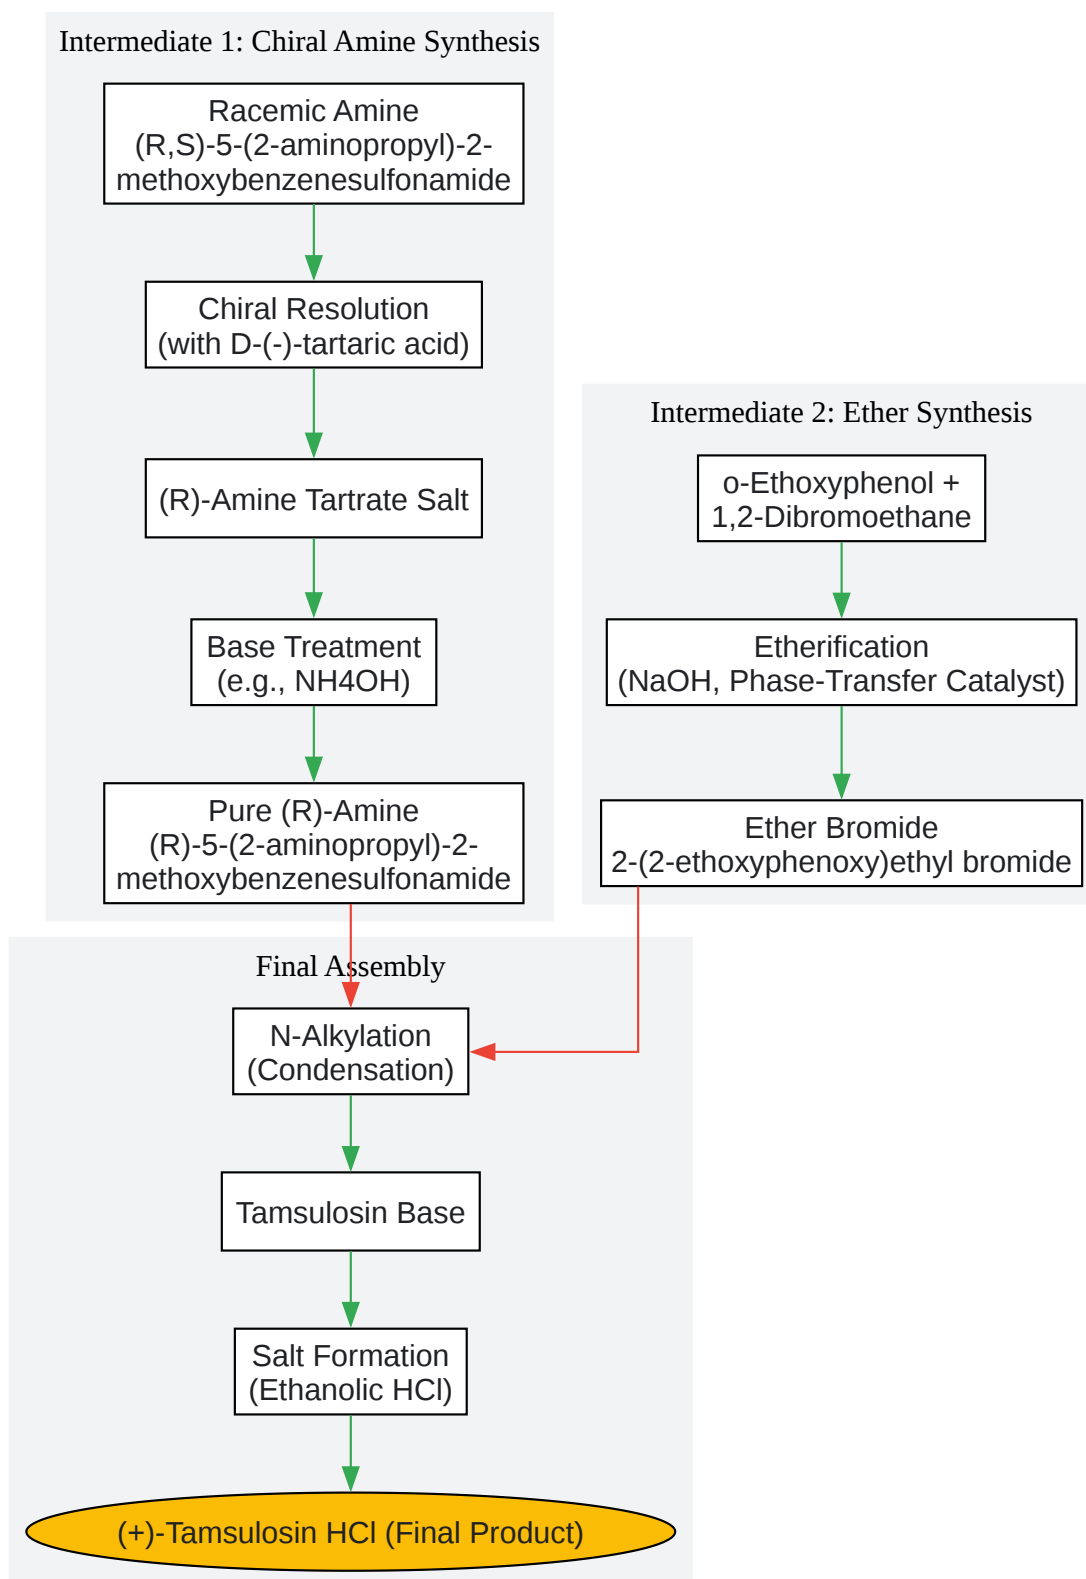 Intermediate 1: Chiral Amine Synthesis
Racemic Amine
(R,S)-5-(2-aminopropyl)-2-
methoxybenzenesulfonamide
Chiral Resolution
(with D-(-)-tartaric acid)
(R)-Amine Tartrate Salt
Base Treatment
(e.g., NH4OH)
Pure (R)-Amine
(R)-5-(2-aminopropyl)-2-
methoxybenzenesulfonamide
Intermediate 2: Ether Synthesis
o-Ethoxyphenol +
1,2-Dibromoethane
Etherification
(NaOH, Phase-Transfer Catalyst)
Ether Bromide
2-(2-ethoxyphenoxy)ethyl bromide
Final Assembly
N-Alkylation
(Condensation)
Tamsulosin Base
Salt Formation
(Ethanolic HCl)
(+)-Tamsulosin HCl (Final Product)